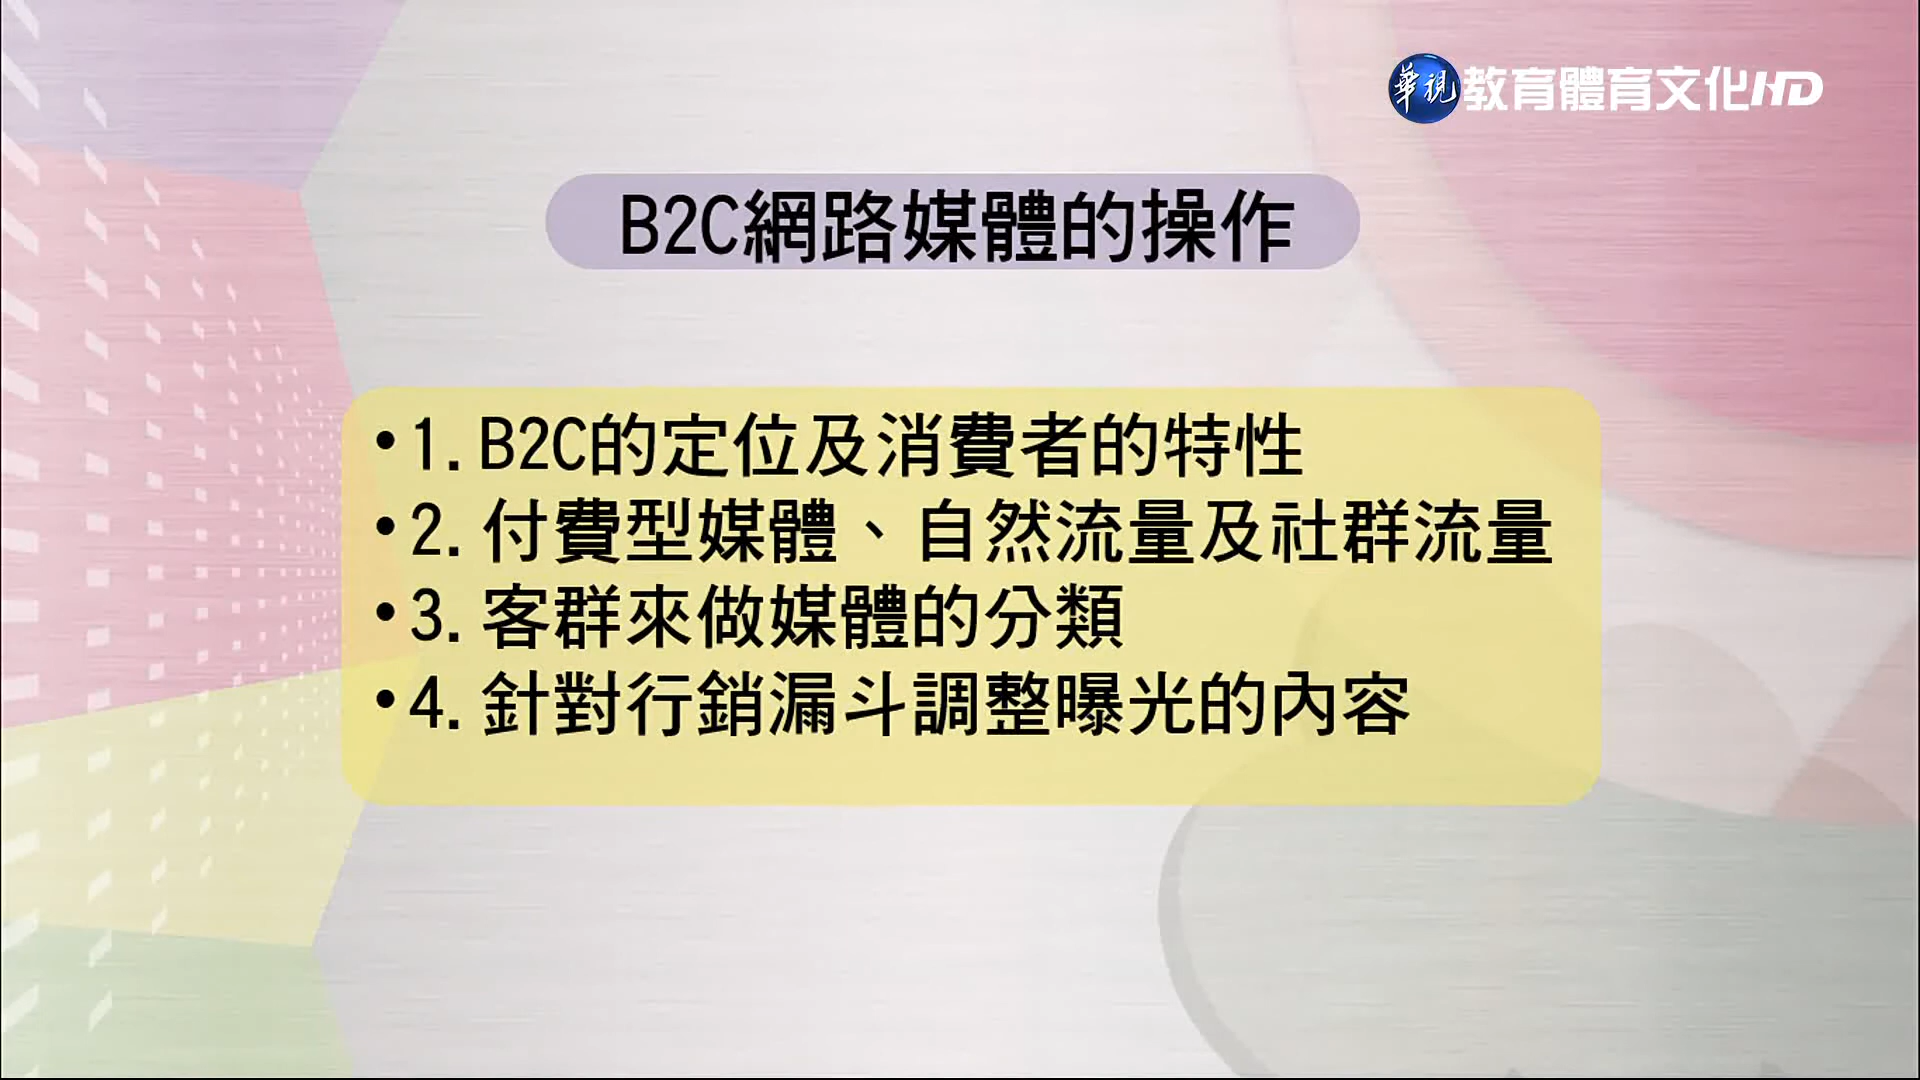 華視教育體育文化HD
B2C網路媒體的操作
•1.B2C的定位及消費者的特性
•2.付費型媒體、自然流量及社群流量
•3.客群來做媒體的分類
•4.針對行銷漏斗調整曝光的內容